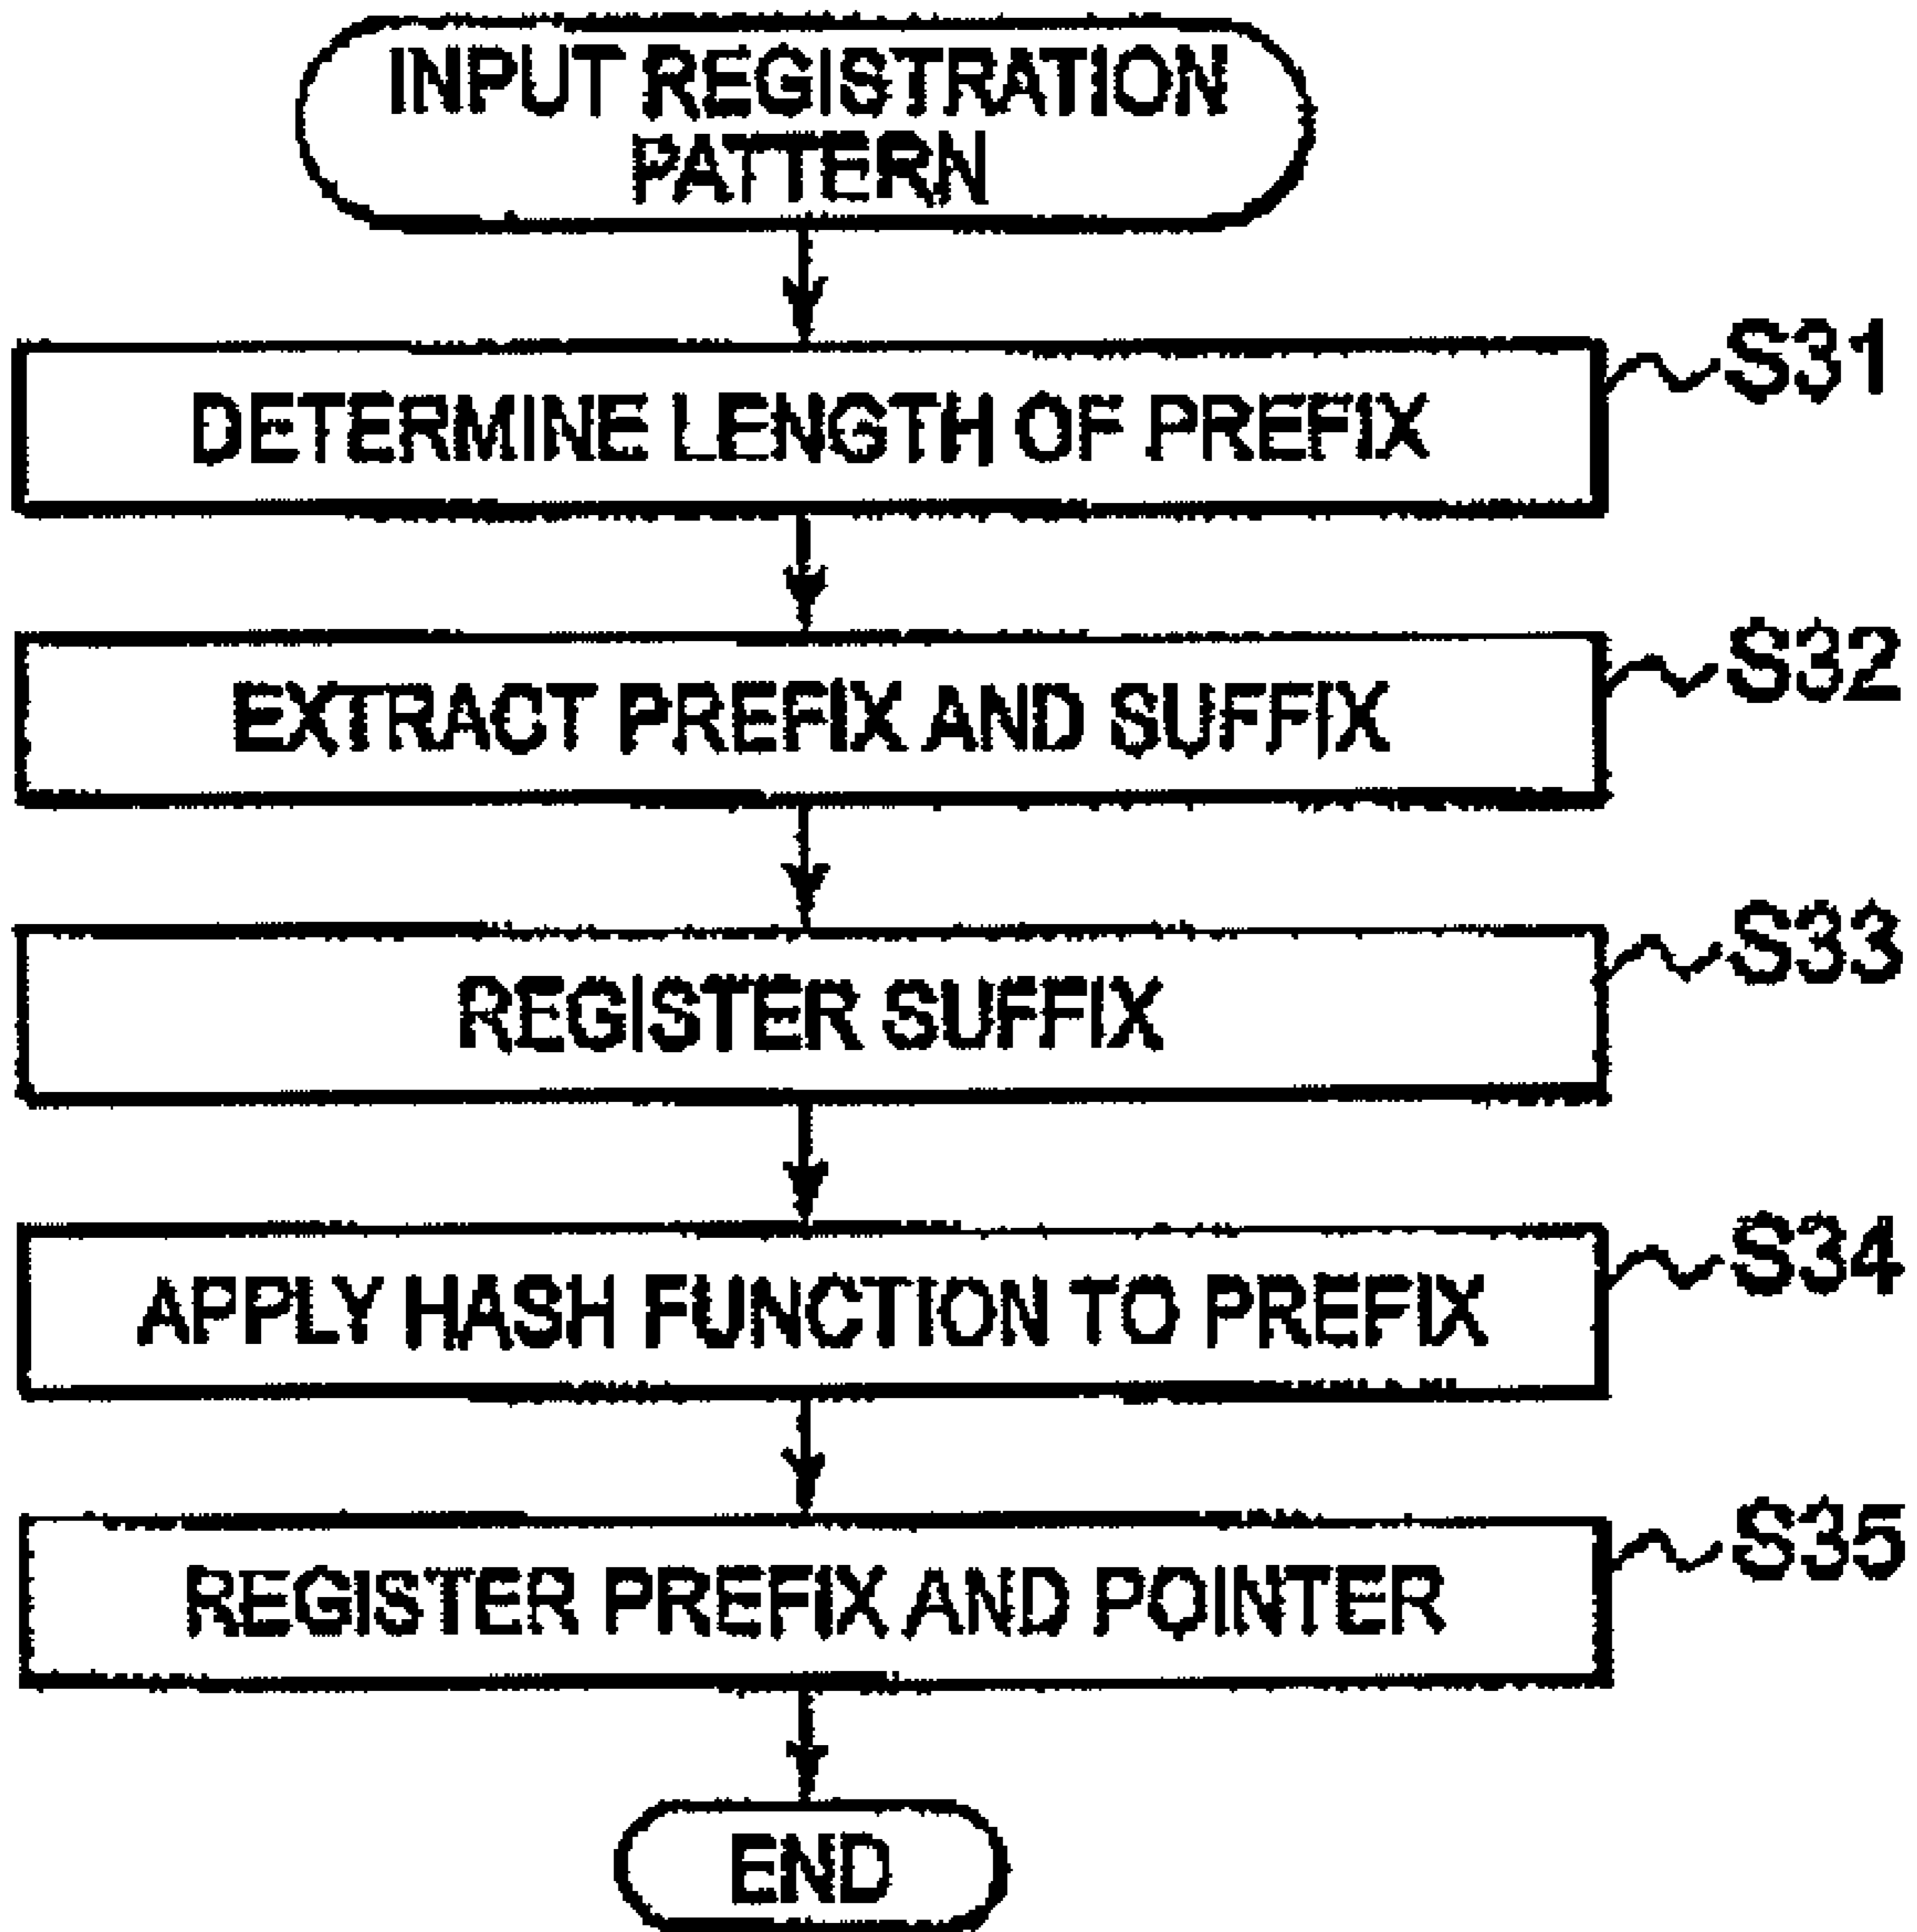 INPUT REGISTRATION
PATTERN
DETERMINE LENGTH OF PREFIX
S31
EXTRACT PREFIX AND SUFFIX
S32
REGISTER SUFFIX
S33
APPLY HASH FUNCTION TO PREFIX
S34
REGISTER PREFIX AND POINTER
S35
END